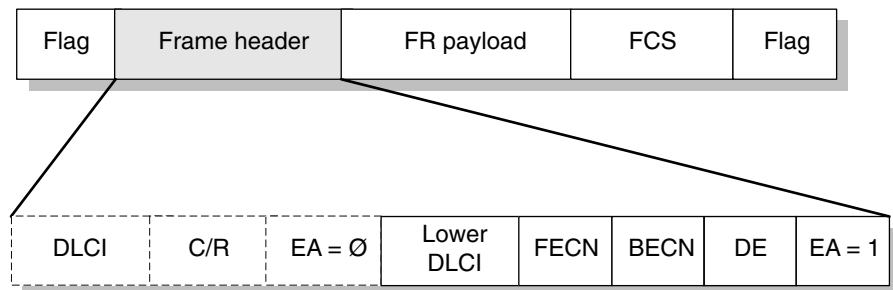 Flag Frame header FR payload FCS Flag
DLCI C/R EA = Ø Lower DLCI FECN BECN DE EA = 1